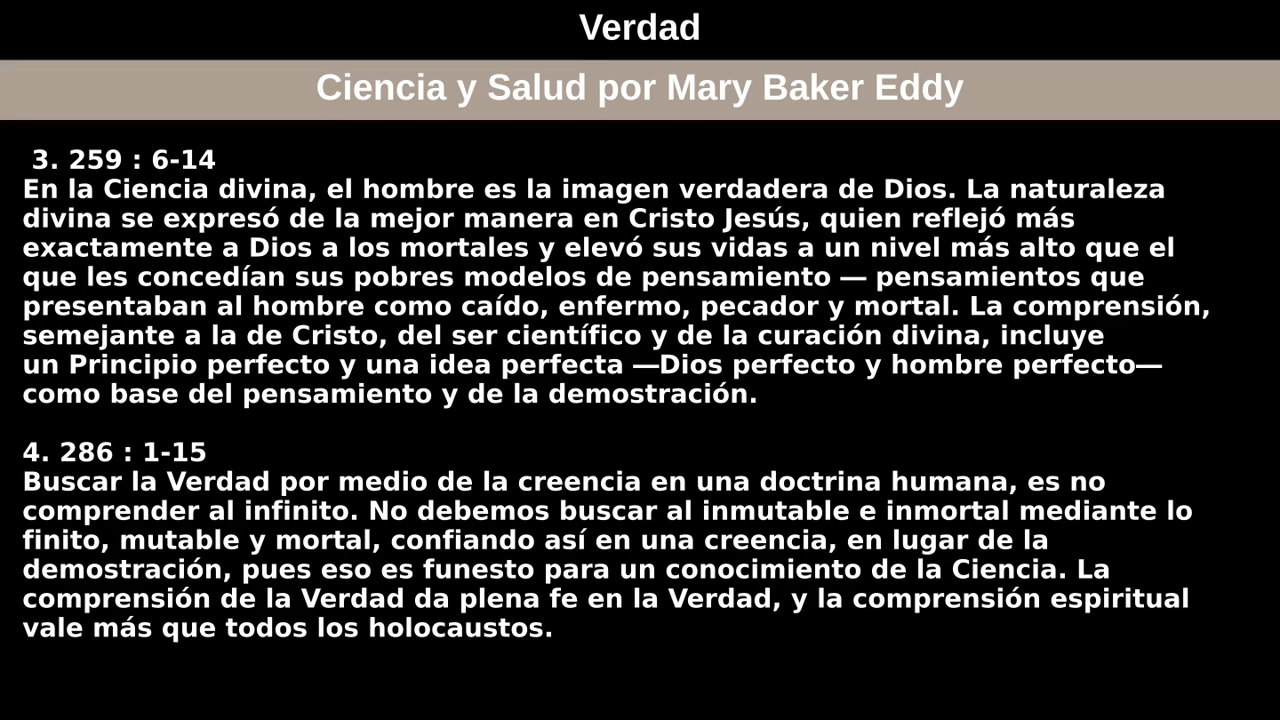 Verdad
Ciencia y Salud por Mary Baker Eddy
3. 259 : 6-14
En la Ciencia divina, el hombre es la imagen verdadera de Dios. La naturaleza
divina se expresó de la mejor manera en Cristo Jesús, quien reflejó más
exactamente a Dios a los mortales y elevó sus vidas a un nivel más alto que el
que les concedían sus pobres modelos de pensamiento — pensamientos que
presentaban al hombre como caído, enfermo, pecador y mortal. La comprensión,
semejante a la de Cristo, del ser científico y de la curación divina, incluye
un Principio perfecto y una idea perfecta —Dios perfecto y hombre perfecto—
como base del pensamiento y de la demostración.
4. 286 : 1-15
Buscar la Verdad por medio de la creencia en una doctrina humana, es no
comprender al infinito. No debemos buscar al inmutable e inmortal mediante lo
finito, mutable y mortal, confiando así en una creencia, en lugar de la
demostración, pues eso es funesto para un conocimiento de la Ciencia. La
comprensión de la Verdad da plena fe en la Verdad, y la comprensión espiritual
vale más que todos los holocaustos.